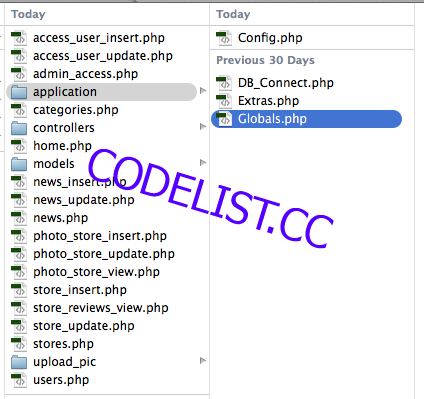 Today
access_user_insert.php
access_user_update.php
admin_access.php
application
categories.php
controllers
home.php
models
news_insert.php
news_update.php
news.php
photo_store_insert.php
photo_store_update.php
photo_store_view.php
store_insert.php
store_reviews_view.php
store_update.php
stores.php
upload_pic
users.php
Today
Config.php
Previous 30 Days
DB_Connect.php
Extras.php
Globals.php
CODELIST.CC